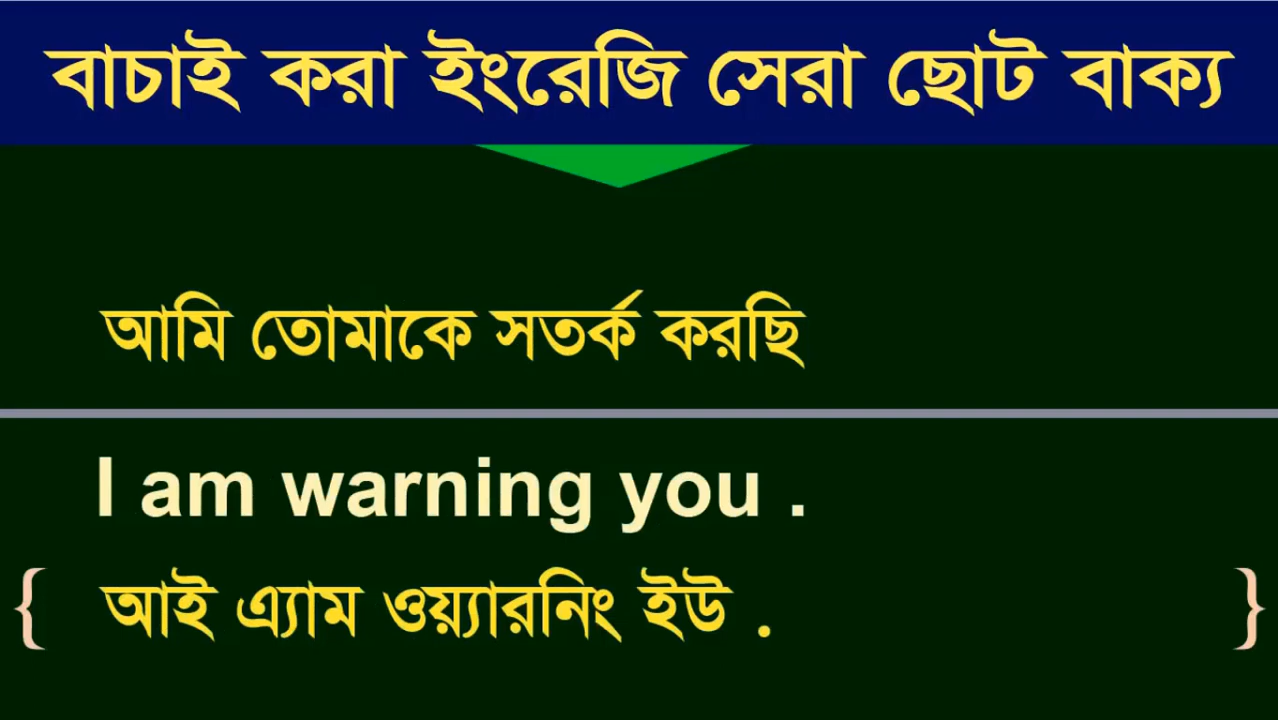 বাচাই করা ইংরেজি সেরা ছোট বাক্য
আমি তোমাকে সতর্ক করছি
I am warning you .
{ আই এ্যাম ওয়্যারনিং ইউ . }